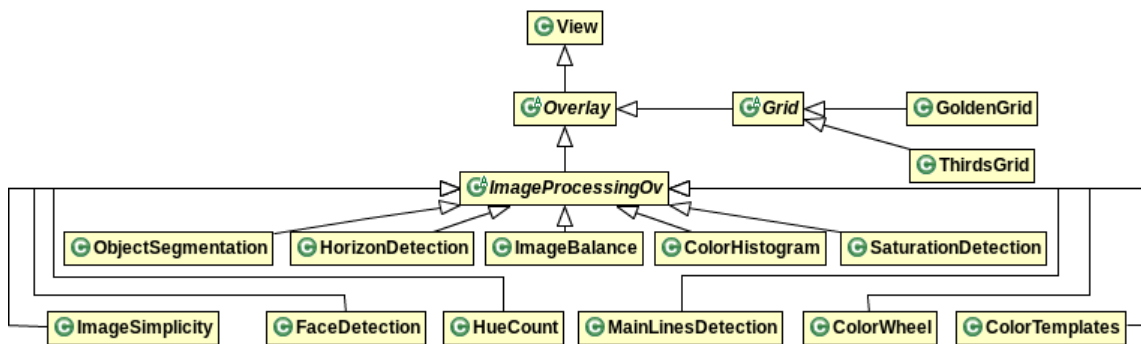 View
Overlay
Grid
GoldenGrid
ThirdsGrid
ImageProcessingOv
ObjectSegmentation
HorizonDetection
ImageBalance
ColorHistogram
SaturationDetection
ImageSimplicity
FaceDetection
HueCount
MainLinesDetection
ColorWheel
ColorTemplates